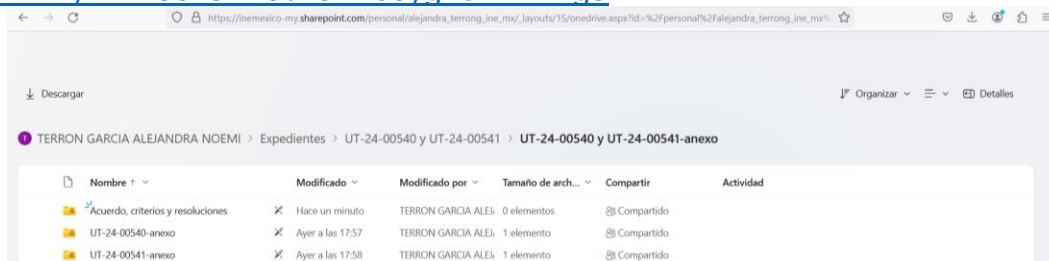 https://inemexico-my.sharepoint.com/personal/alejandra_terrong_ine_mx/_layouts/15/onedrive.aspx?id=%2Fpersonal%2Falejandra_terrong_ine_mx%
Descargar Organizar Detalles
TERRON GARCIA ALEJANDRA NOEMI > Expedientes > UT-24-00540 y UT-24-00541 > UT-24-00540 y UT-24-00541-anexo
Nombre Modificado Modificado por Tamaño de arch... Compartir Actividad
Acuerdo, criterios y resoluciones Hace un minuto TERRON GARCIA ALEJ 0 elementos Compartido
UT-24-00540-anexo Ayer a las 17:57 TERRON GARCIA ALEJ 1 elemento Compartido
UT-24-00541-anexo Ayer a las 17:58 TERRON GARCIA ALEJ 1 elemento Compartido